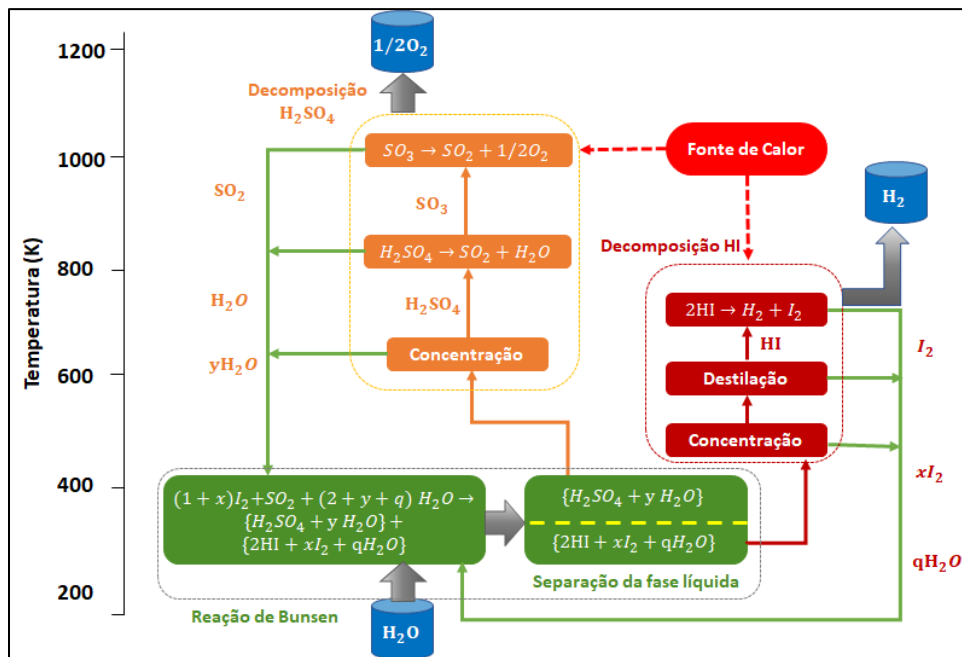 Temperatura (K)
1200
1000
800
600
400
200
1/2O₂
Decomposição
H₂SO₄
SO₃ → SO₂ + 1/2O₂
SO₃
H₂SO₄ → SO₂ + H₂O
H₂SO₄
Concentração
SO₂
H₂O
yH₂O
Fonte de Calor
H₂
Decomposição HI
2HI → H₂ + I₂
HI
Destilação
Concentração
I₂
xI₂
qH₂O
(1 + x)I₂+SO₂ + (2 + y + q) H₂O →
{H₂SO₄ + y H₂O} +
{2HI + xI₂ + qH₂O}
{H₂SO₄ + y H₂O}
{2HI + xI₂ + qH₂O}
Separação da fase líquida
Reação de Bunsen
H₂O